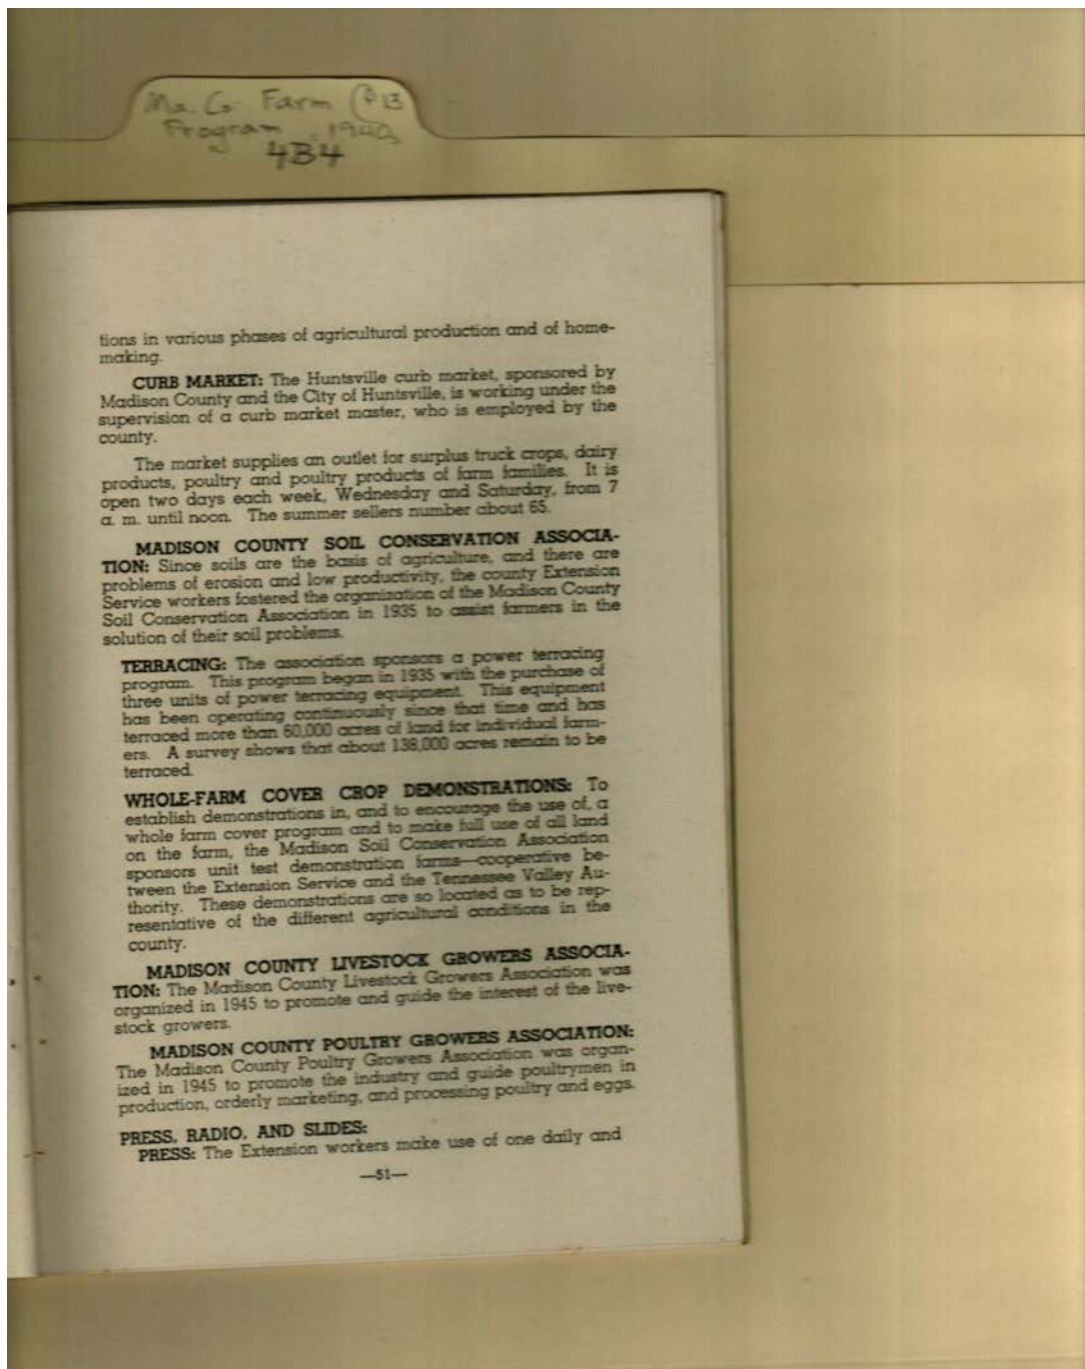 Ma. Co Farm P13
Program 1940s
4B4
tions in various phases of agricultural production and of home-
making.
CURB MARKET: The Huntsville curb market, sponsored by
Madison County and the City of Huntsville, is working under the
supervision of a curb market master, who is employed by the
county.
The market supplies an outlet for surplus truck crops, dairy
products, poultry and poultry products of farm families. It is
open two days each week, Wednesday and Saturday, from 7
a. m. until noon. The summer sellers number about 65.
MADISON COUNTY SOIL CONSERVATION ASSOCIA-
TION: Since soils are the basis of agriculture, and there are
problems of erosion and low productivity, the county Extension
Service workers fostered the organization of the Madison County
Soil Conservation Association in 1935 to assist farmers in the
solution of their soil problems.
TERRACING: The association sponsors a power terracing
program. This program began in 1935 with the purchase of
three units of power terracing equipment. This equipment
has been operating continuously since that time and has
terraced more than 60,000 acres of land for individual farm-
ers. A survey shows that about 138,000 acres remain to be
terraced.
WHOLE-FARM COVER CROP DEMONSTRATIONS: To
establish demonstrations in, and to encourage the use of, a
whole farm cover program and to make full use of all land
on the farm, the Madison Soil Conservation Association
sponsors unit test demonstration farms—cooperative be-
tween the Extension Service and the Tennessee Valley Au-
thority. These demonstrations are so located as to be rep-
resentative of the different agricultural conditions in the
county.
MADISON COUNTY LIVESTOCK GROWERS ASSOCIA-
TION: The Madison County Livestock Growers Association was
organized in 1945 to promote and guide the interest of the live-
stock growers.
MADISON COUNTY POULTRY GROWERS ASSOCIATION:
The Madison County Poultry Growers Association was organ-
ized in 1945 to promote the industry and guide poultrymen in
production, orderly marketing, and processing poultry and eggs.
PRESS, RADIO, AND SLIDES:
PRESS: The Extension workers make use of one daily and
—51—